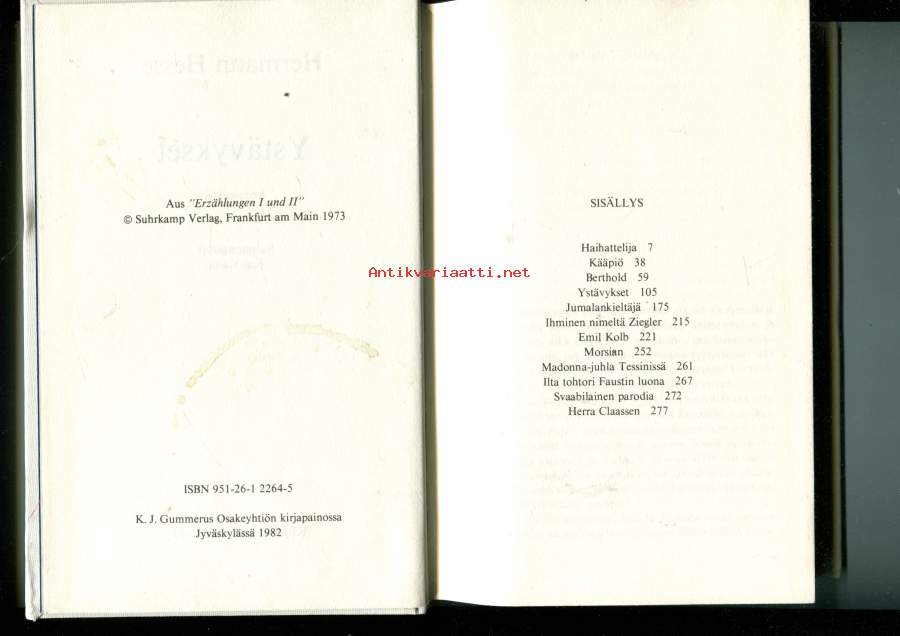 Aus "Erzählungen I und II"
© Suhrkamp Verlag, Frankfurt am Main 1973
ISBN 951-26-1 2264-5
K. J. Gummerus Osakeyhtiön kirjapainossa
Jyväskylässä 1982
Antikvariaatti.net
SISÄLLYS
Haihattelija 7
Kääpiö 38
Berthold 59
Ystävykset 105
Jumalankieltäjä 175
Ihminen nimeltä Ziegler 215
Emil Kolb 221
Morsian 252
Madonna-juhla Tessinissä 261
Ilta tohtori Faustin luona 267
Svaabilainen parodia 272
Herra Claassen 277